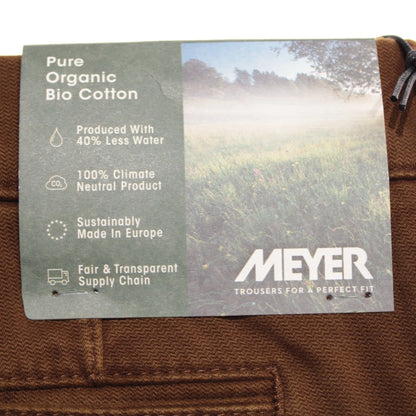 Pure
Organic
Bio Cotton
Produced With
40% Less Water
CO₂
100% Climate
Neutral Product
Sustainably
Made In Europe
Fair & Transparent
Supply Chain
MEYER
TROUSERS FOR A PERFECT FIT